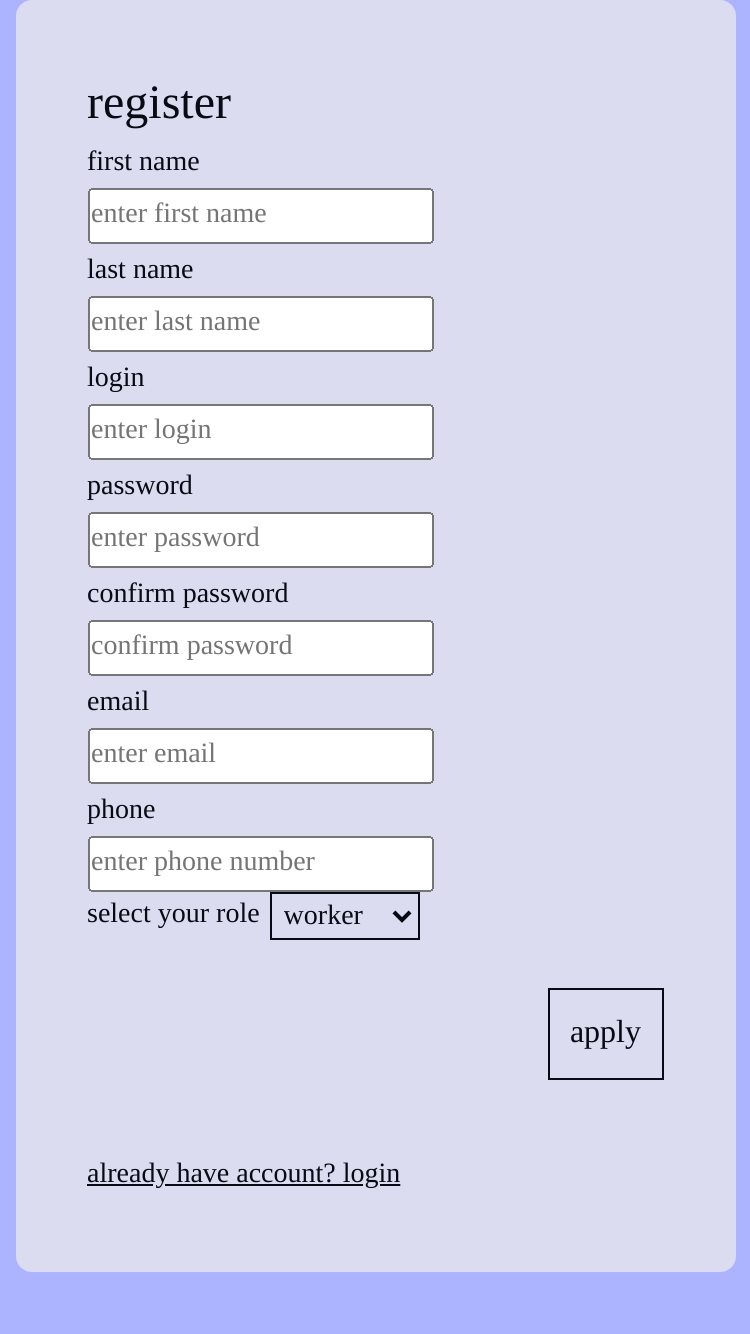 register
first name
enter first name
last name
enter last name
login
enter login
password
enter password
confirm password
confirm password
email
enter email
phone
enter phone number
select your role worker
apply
already have account? login